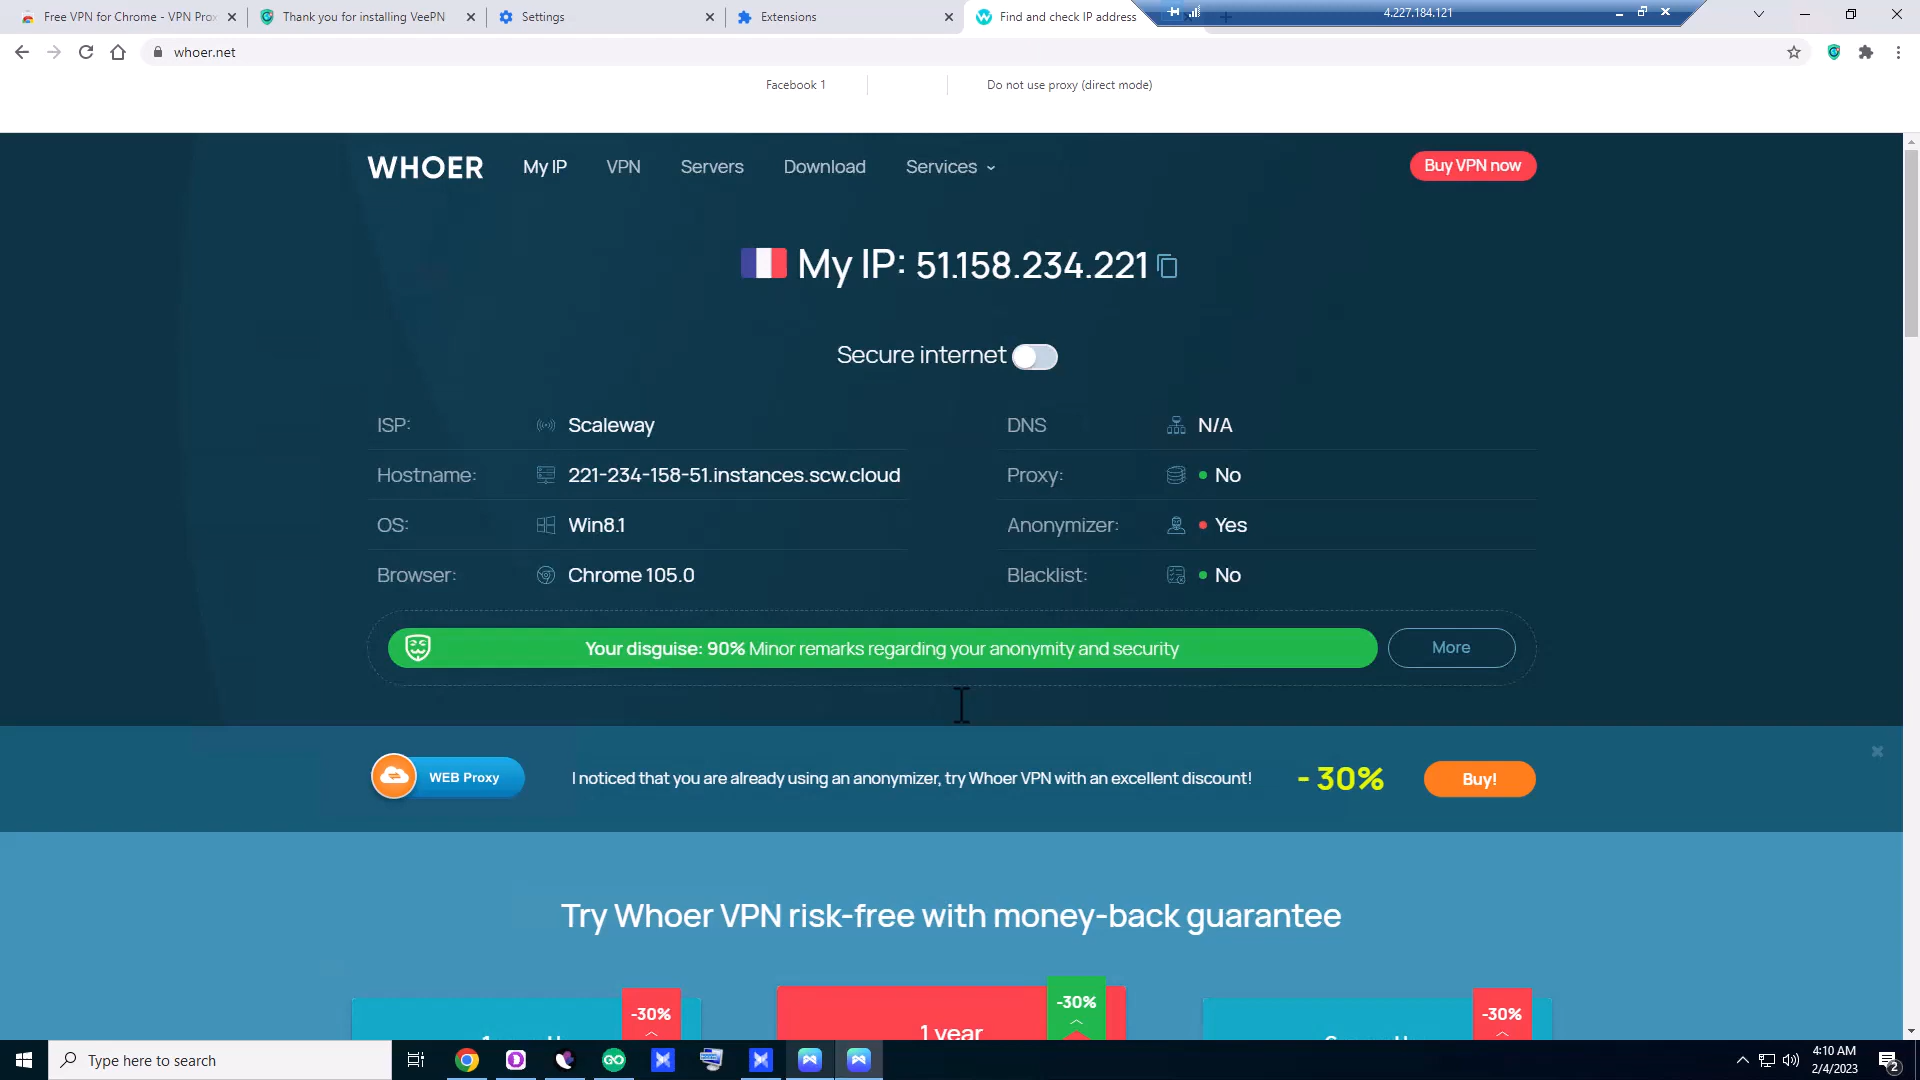 Free VPN for Chrome - VPN Prox
Thank you for installing VeePN
Settings
Extensions
Find and check IP address
4.227.184.121
whoer.net
Facebook 1
Do not use proxy (direct mode)
WHOER
My IP
VPN
Servers
Download
Services
Buy VPN now
My IP: 51.158.234.221
Secure internet
ISP: Scaleway
DNS N/A
Hostname: 221-234-158-51.instances.scw.cloud
Proxy: No
OS: Win8.1
Anonymizer: Yes
Browser: Chrome 105.0
Blacklist: No
Your disguise: 90% Minor remarks regarding your anonymity and security
More
WEB Proxy
I noticed that you are already using an anonymizer, try Whoer VPN with an excellent discount!
- 30%
Buy!
Try Whoer VPN risk-free with money-back guarantee
-30%
-30%
-30%
1 year
Type here to search
GO
4:10 AM
2/4/2023
2